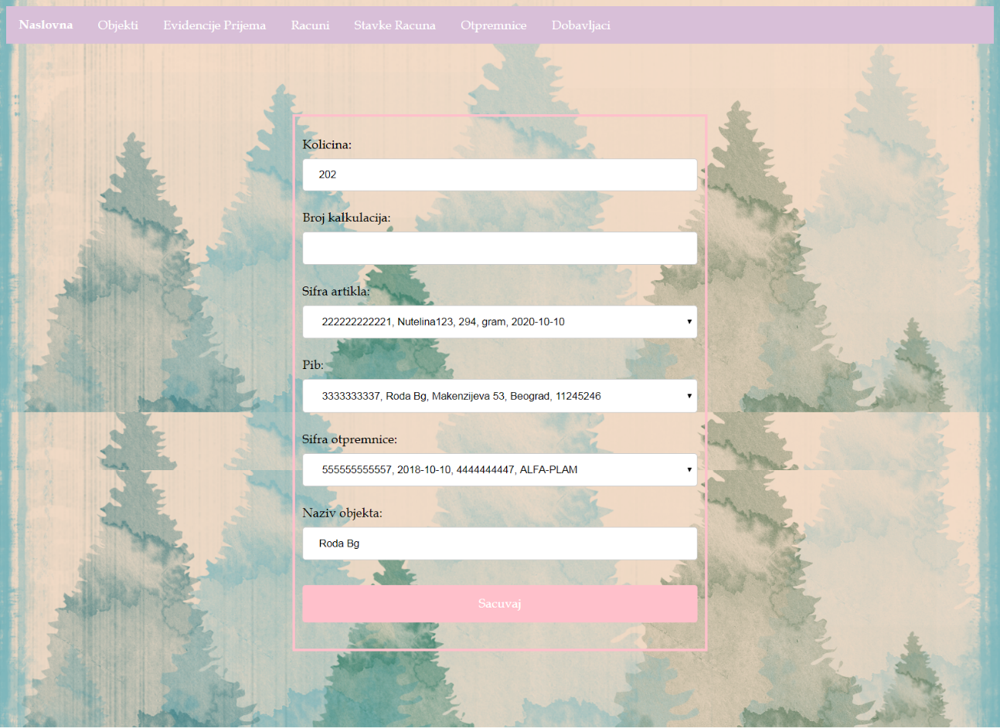 Naslovna Objekti Evidencije Prijema Racuni Stavke Racuna Otpremnice Dobavljaci
Kolicina:
202
Broj kalkulacija:
Sifra artikla:
222222222221, Nutelina123, 294, gram, 2020-10-10
Pib:
3333333337, Roda Bg, Makenzijeva 53, Beograd, 11245246
Sifra otpremnice:
555555555557, 2018-10-10, 4444444447, ALFA-PLAM
Naziv objekta:
Roda Bg
Sacuvaj